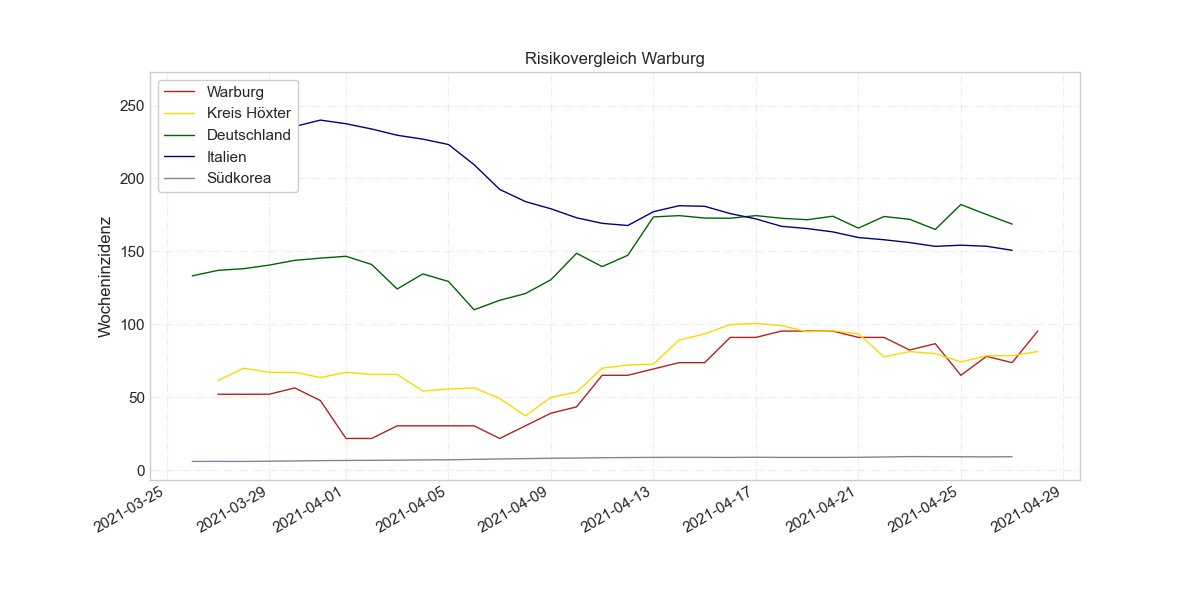 Risikovergleich Warburg
Warburg
Kreis Höxter
Deutschland
Italien
Südkorea
Wocheninzidenz
250
200
150
100
50
0
2021-03-25
2021-03-29
2021-04-01
2021-04-05
2021-04-09
2021-04-13
2021-04-17
2021-04-21
2021-04-25
2021-04-29